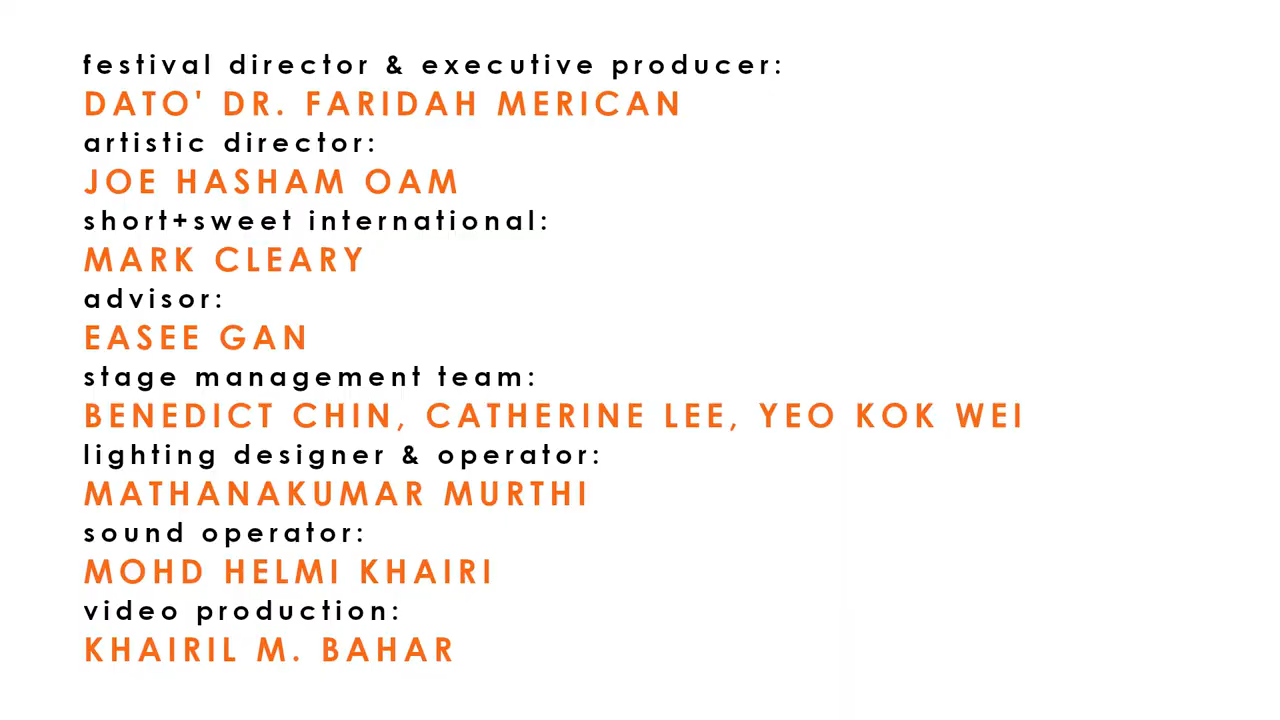 festival director & executive producer:
DATO' DR. FARIDAH MERICAN
artistic director:
JOE HASHAM OAM
short+sweet international:
MARK CLEARY
advisor:
EASEE GAN
stage management team:
BENEDICT CHIN, CATHERINE LEE, YEO KOK WEI
lighting designer & operator:
MATHANAKUMAR MURTHI
sound operator:
MOHD HELMI KHAIRI
video production:
KHAIRIL M. BAHAR